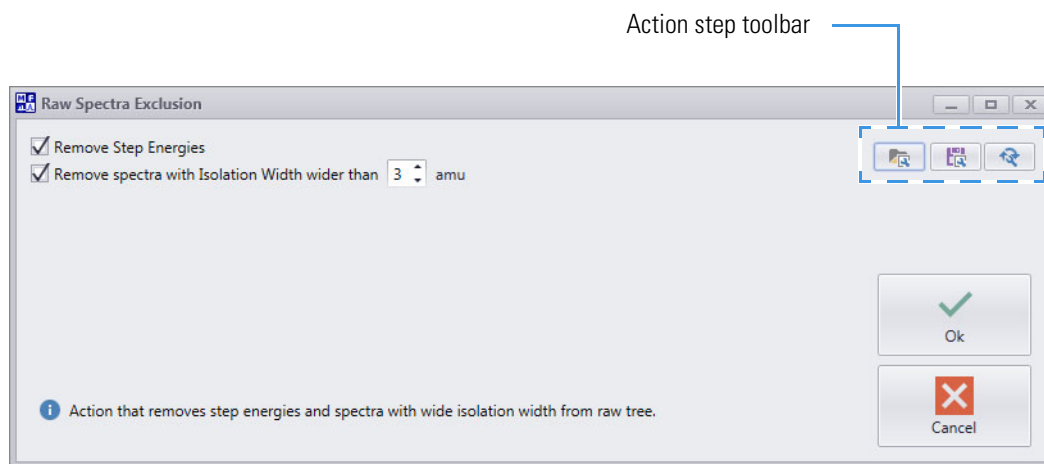 Action step toolbar
Raw Spectra Exclusion
Remove Step Energies
Remove spectra with Isolation Width wider than 3 amu
Ok
Action that removes step energies and spectra with wide isolation width from raw tree.
Cancel